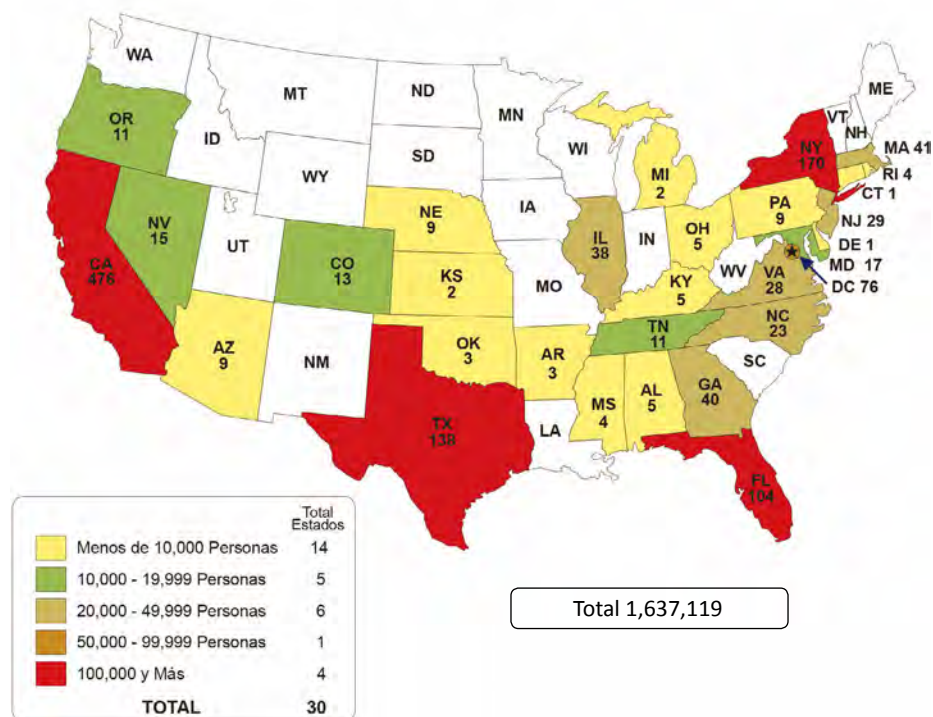 WA
MT
ND
MN
ME
VT
NH
OR
11
ID
SD
WI
NY
170
MA 41
RI 4
CT 1
WY
MI
2
IA
NE
9
PA
9
NJ 29
NV
15
UT
IL
38
IN
OH
5
DE 1
MD 17
DC 76
CA
476
CO
13
KS
2
MO
WV
VA
28
KY
5
AZ
9
NM
OK
3
AR
3
TN
11
NC
23
SC
MS
4
AL
5
GA
40
TX
138
LA
FL
104
Total
Estados
Menos de 10,000 Personas 14
10,000 - 19,999 Personas 5
20,000 - 49,999 Personas 6
50,000 - 99,999 Personas 1
100,000 y Más 4
TOTAL 30
Total 1,637,119